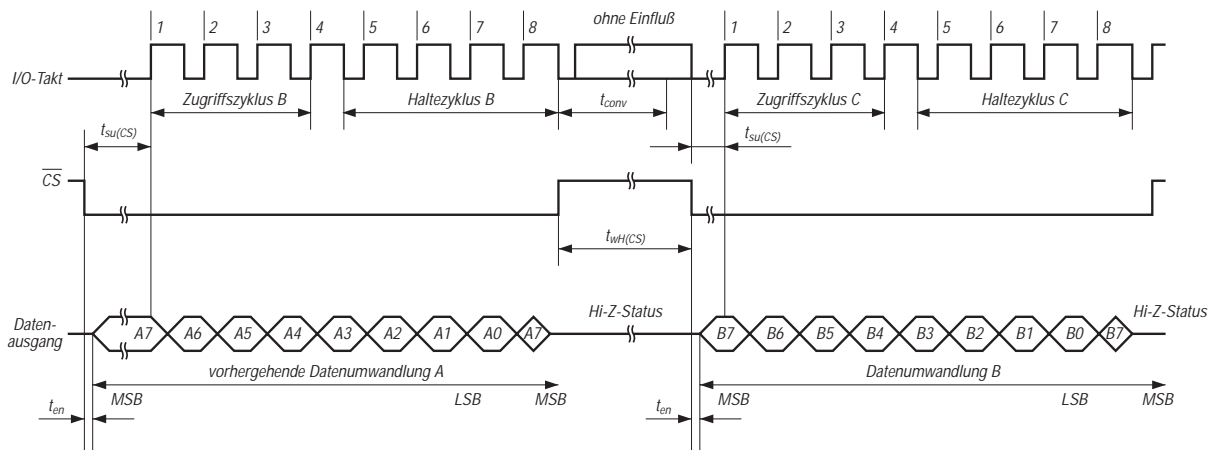 1 2 3 4 5 6 7 8 ohne Einfluß 1 2 3 4 5 6 7 8
I/O-Takt
Zugriffszyklus B Haltezyklus B tconv Zugriffszyklus C Haltezyklus C
tsu(CS) tsu(CS)
CS
twH(CS)
Hi-Z-Status Hi-Z-Status
Daten-
ausgang
A7 A6 A5 A4 A3 A2 A1 A0 A7 B7 B6 B5 B4 B3 B2 B1 B0 B7
vorhergehende Datenumwandlung A Datenumwandlung B
ten MSB LSB MSB ten MSB LSB MSB